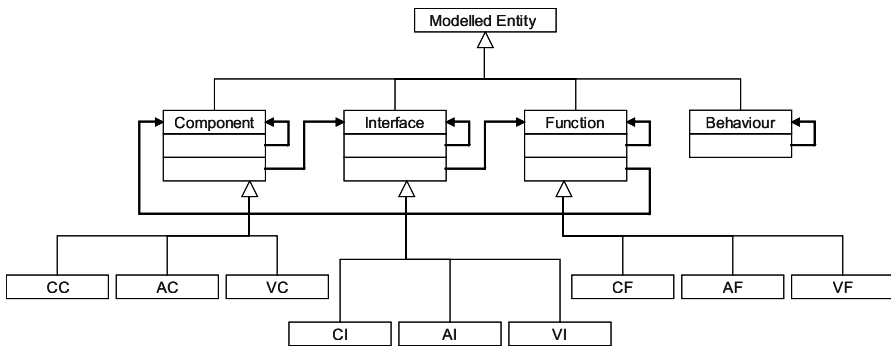 Modelled Entity
Component
Interface
Function
Behaviour
CC
AC
VC
CF
AF
VF
CI
AI
VI